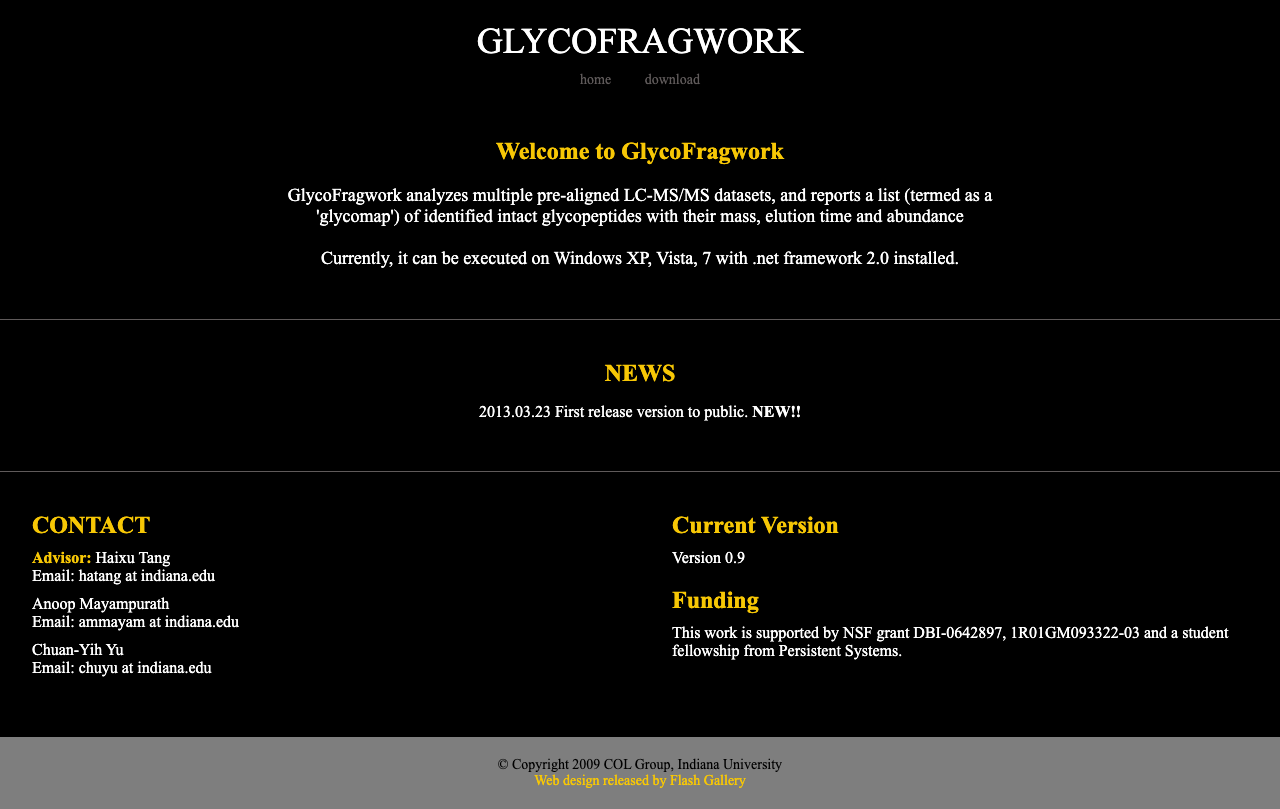 GLYCOFRAGWORK
home download
Welcome to GlycoFragwork
GlycoFragwork analyzes multiple pre-aligned LC-MS/MS datasets, and reports a list (termed as a
'glycomap') of identified intact glycopeptides with their mass, elution time and abundance
Currently, it can be executed on Windows XP, Vista, 7 with .net framework 2.0 installed.
NEWS
2013.03.23 First release version to public. NEW!!
CONTACT
Advisor: Haixu Tang
Email: hatang at indiana.edu
Anoop Mayampurath
Email: ammayam at indiana.edu
Chuan-Yih Yu
Email: chuyu at indiana.edu
Current Version
Version 0.9
Funding
This work is supported by NSF grant DBI-0642897, 1R01GM093322-03 and a student
fellowship from Persistent Systems.
© Copyright 2009 COL Group, Indiana University
Web design released by Flash Gallery